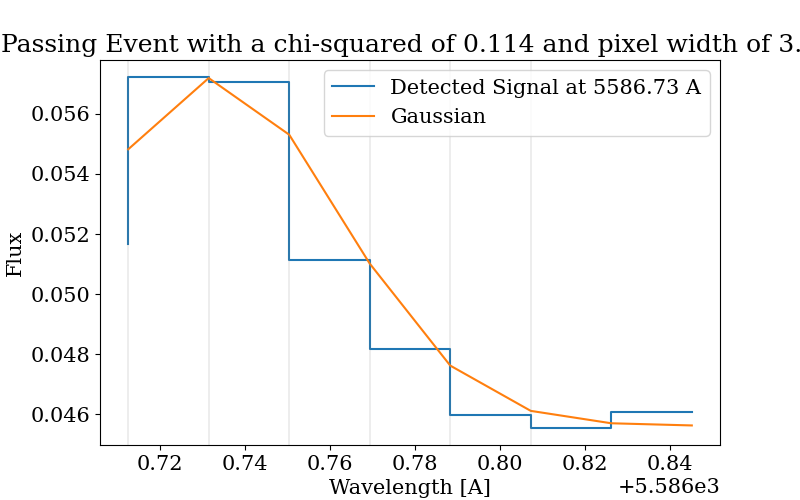 Passing Event with a chi-squared of 0.114 and pixel width of 3.
Detected Signal at 5586.73 A
Gaussian
0.056
0.054
0.052
0.050
0.048
0.046
Flux
0.72 0.74 0.76 0.78 0.80 0.82 0.84
Wavelength [A]
+5.586e3